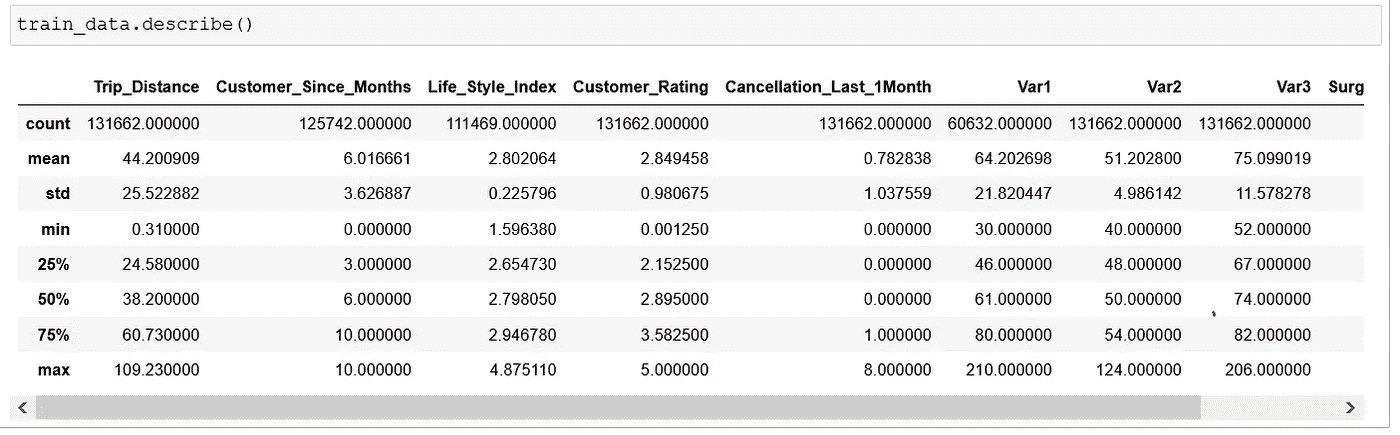 train_data.describe()
Trip_Distance Customer_Since_Months Life_Style_Index Customer_Rating Cancellation_Last_1Month Var1 Var2 Var3 Surg
count 131662.000000 125742.000000 111469.000000 131662.000000 131662.000000 60632.000000 131662.000000 131662.000000
mean 44.200909 6.016661 2.802064 2.849458 0.782838 64.202698 51.202800 75.099019
std 25.522882 3.626887 0.225796 0.980675 1.037559 21.820447 4.986142 11.578278
min 0.310000 0.000000 1.596380 0.001250 0.000000 30.000000 40.000000 52.000000
25% 24.580000 3.000000 2.654730 2.152500 0.000000 46.000000 48.000000 67.000000
50% 38.200000 6.000000 2.798050 2.895000 0.000000 61.000000 50.000000 74.000000
75% 60.730000 10.000000 2.946780 3.582500 1.000000 80.000000 54.000000 82.000000
max 109.230000 10.000000 4.875110 5.000000 8.000000 210.000000 124.000000 206.000000